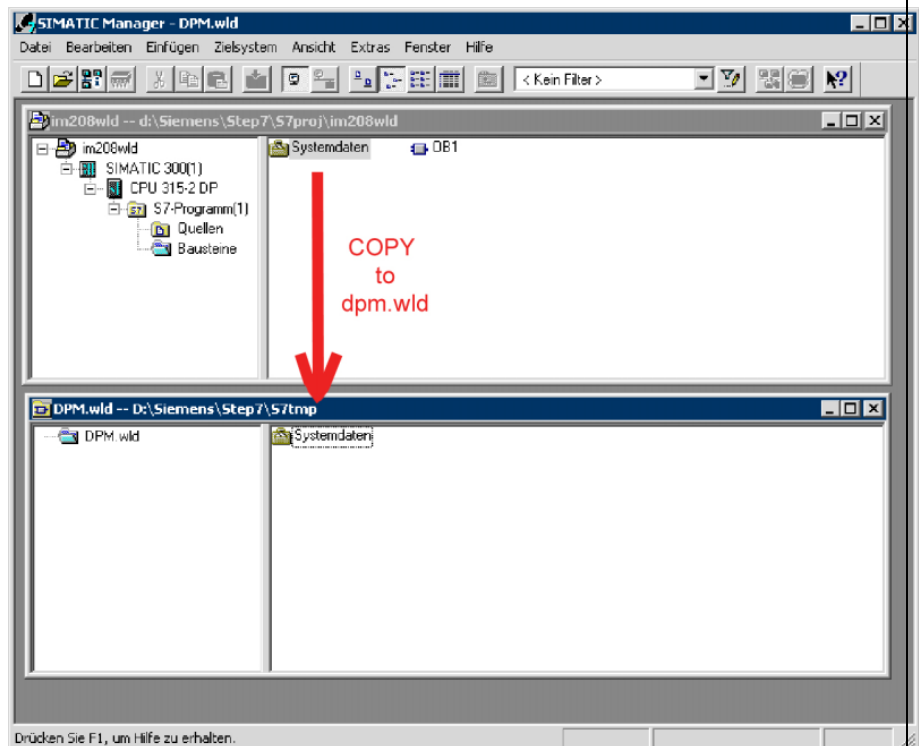 SIMATIC Manager - DPM.wld
Datei Bearbeiten Einfügen Zielsystem Ansicht Extras Fenster Hilfe
< Kein Filter >
im208wld -- d:\Siemens\Step7\S7proj\im208wld
im208wld
SIMATIC 300(1)
CPU 315-2 DP
S7-Programm(1)
Quellen
Bausteine
Systemdaten OB1
COPY
to
dpm.wld
DPM.wld -- D:\Siemens\Step7\S7tmp
DPM.wld
Systemdaten
Drücken Sie F1, um Hilfe zu erhalten.